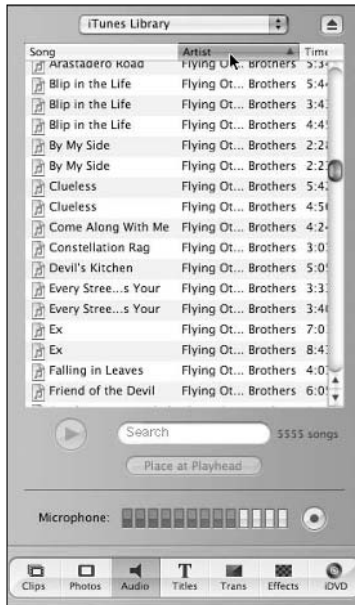 iTunes Library
Song Artist Time
Arastadero Road Flying Ot... Brothers 5:34
Blip in the Life Flying Ot... Brothers 5:4
Blip in the Life Flying Ot... Brothers 3:4
Blip in the Life Flying Ot... Brothers 4:4
By My Side Flying Ot... Brothers 2:2
By My Side Flying Ot... Brothers 2:2
Clueless Flying Ot... Brothers 5:4
Clueless Flying Ot... Brothers 4:5
Come Along With Me Flying Ot... Brothers 4:2
Constellation Rag Flying Ot... Brothers 3:0
Devil's Kitchen Flying Ot... Brothers 5:0
Every Stree...s Your Flying Ot... Brothers 3:3
Every Stree...s Your Flying Ot... Brothers 3:4
Ex Flying Ot... Brothers 7:0
Ex Flying Ot... Brothers 8:4
Falling in Leaves Flying Ot... Brothers 4:0
Friend of the Devil Flying Ot... Brothers 6:0
Search 5555 songs
Place at Playhead
Microphone:
Clips Photos Audio Titles Trans Effects iDVD